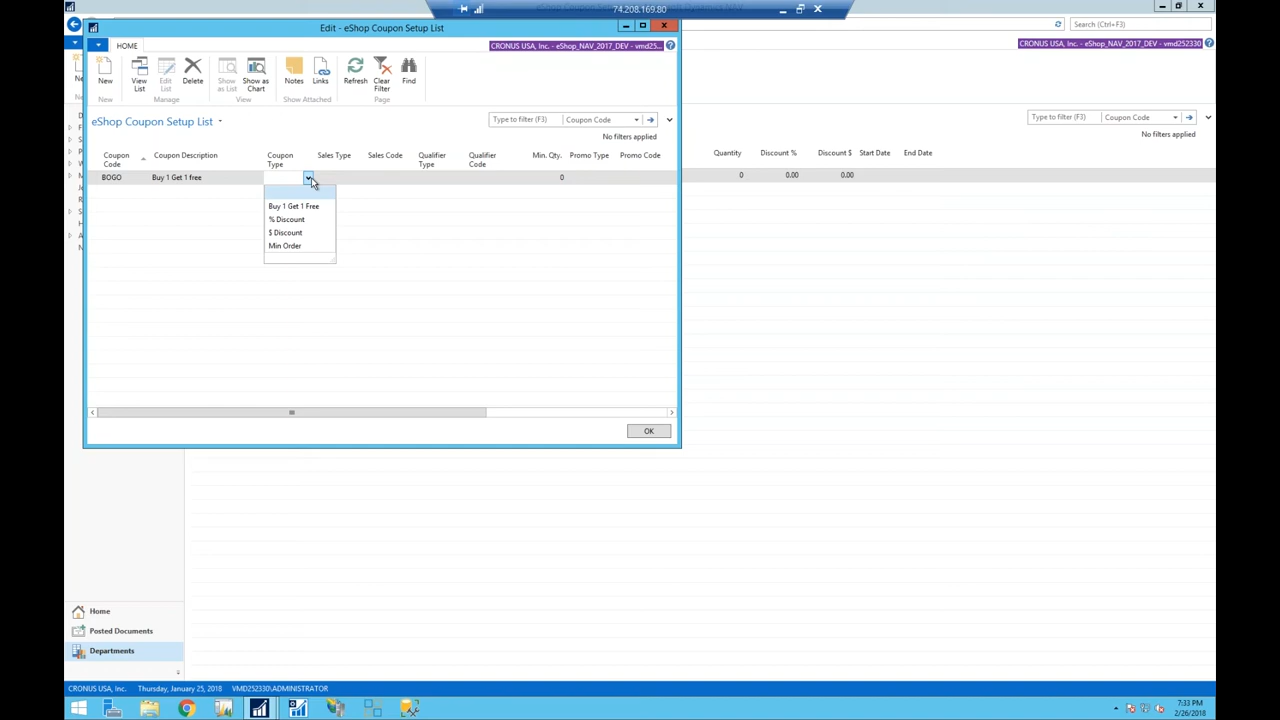 74.208.169.80
Edit - eShop Coupon Setup List
Search (Ctrl+F3)
HOME
CRONUS USA, Inc. - eShop_NAV_2017_DEV - vmd25...
CRONUS USA, Inc. - eShop_NAV_2017_DEV - vmd252330
New
View List
Edit List
Delete
Show as List
Show as Chart
Notes
Links
Refresh
Clear Filter
Find
New
Manage
View
Show Attached
Page
eShop Coupon Setup List
Type to filter (F3)
Coupon Code
No filters applied
Type to filter (F3)
Coupon Code
No filters applied
Coupon Code
Coupon Description
Coupon Type
Sales Type
Sales Code
Qualifier Type
Qualifier Code
Min. Qty.
Promo Type
Promo Code
Quantity
Discount %
Discount $
Start Date
End Date
BOGO
Buy 1 Get 1 free
0
0
0.00
0.00
Buy 1 Get 1 Free
% Discount
$ Discount
Min Order
OK
Home
Posted Documents
Departments
CRONUS USA, Inc.
Thursday, January 25, 2018
VMD252330\ADMINISTRATOR
7:33 PM
2/26/2018